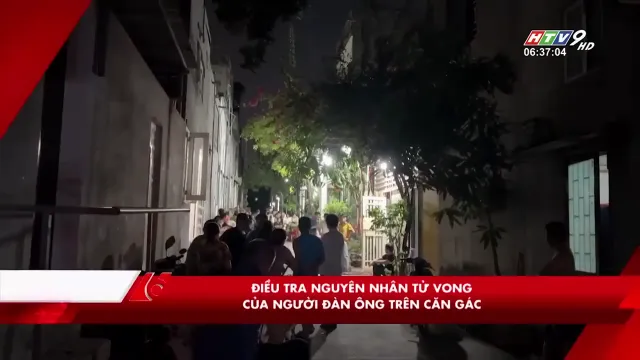 HTV9 HD
06:37:04
ĐIỀU TRA NGUYÊN NHÂN TỬ VONG
CỦA NGƯỜI ĐÀN ÔNG TRÊN CĂN GÁC